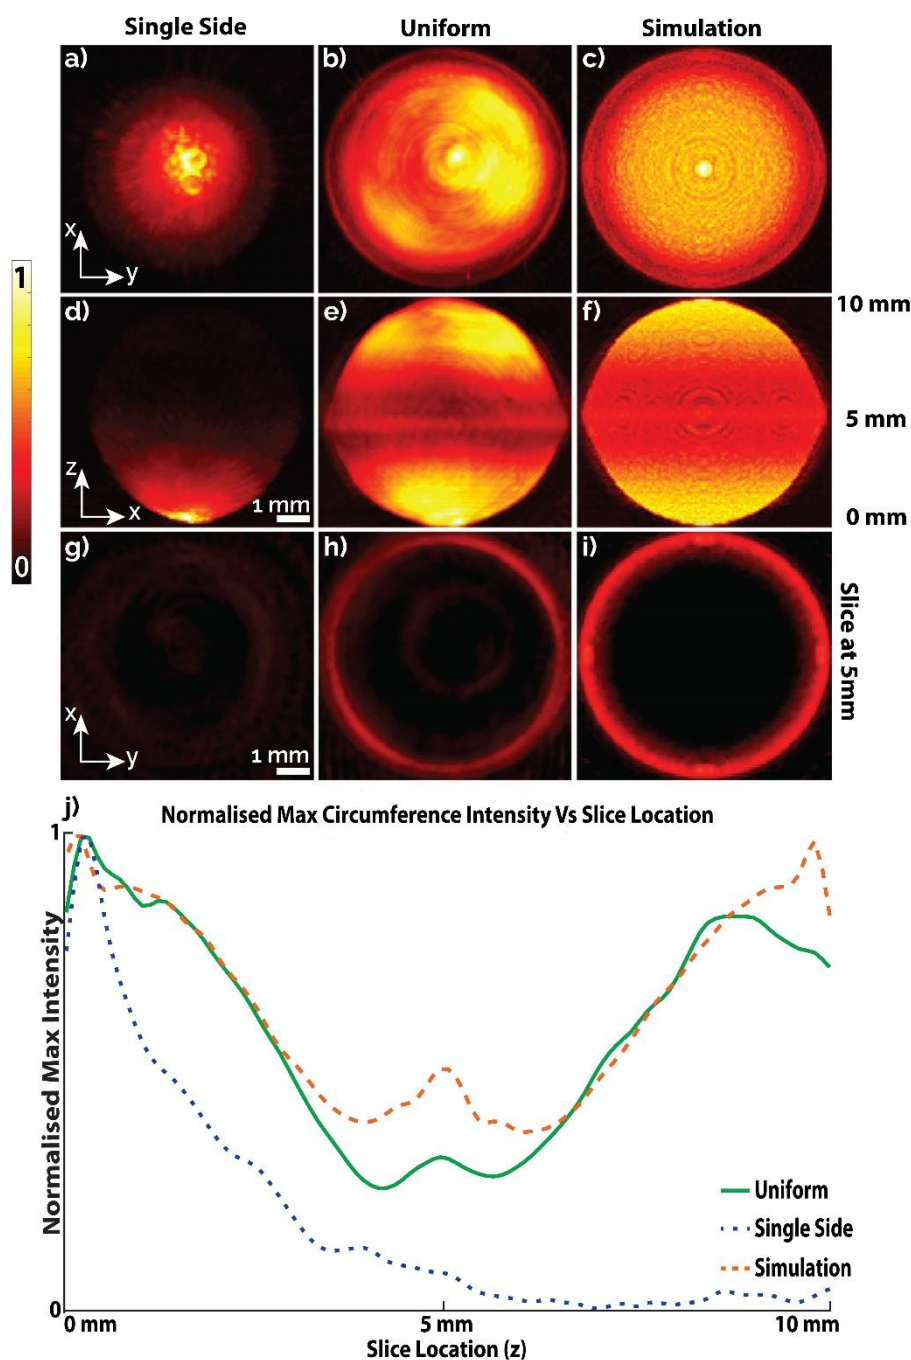 Single Side Uniform Simulation
a) b) c)
x
y
1
0
d) e) f)
z
x
1 mm
10 mm
5 mm
0 mm
g) h) i)
x
y
1 mm
Slice at 5mm
j)
Normalised Max Circumference Intensity Vs Slice Location
1
Normalised Max Intensity
0
Uniform
Single Side
Simulation
0 mm 5 mm 10 mm
Slice Location (z)